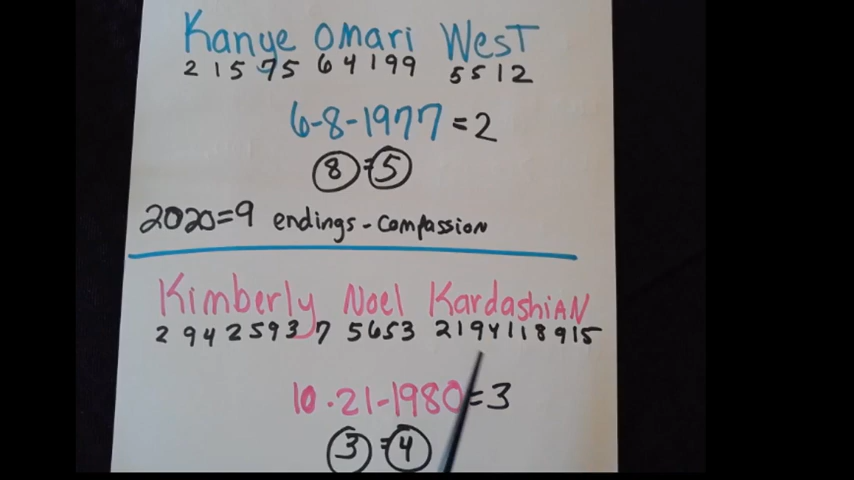 Kanye Omari West
2 1 5 7 5 6 4 1 9 9 5 5 1 2
6-8-1977 = 2
8 = 5
2020=9 endings - compassion
Kimberly Noel Kardashian
2 9 4 2 5 9 3 7 5 6 5 3 2 1 9 4 1 1 8 9 1 5
10-21-1980 = 3
3 = 4